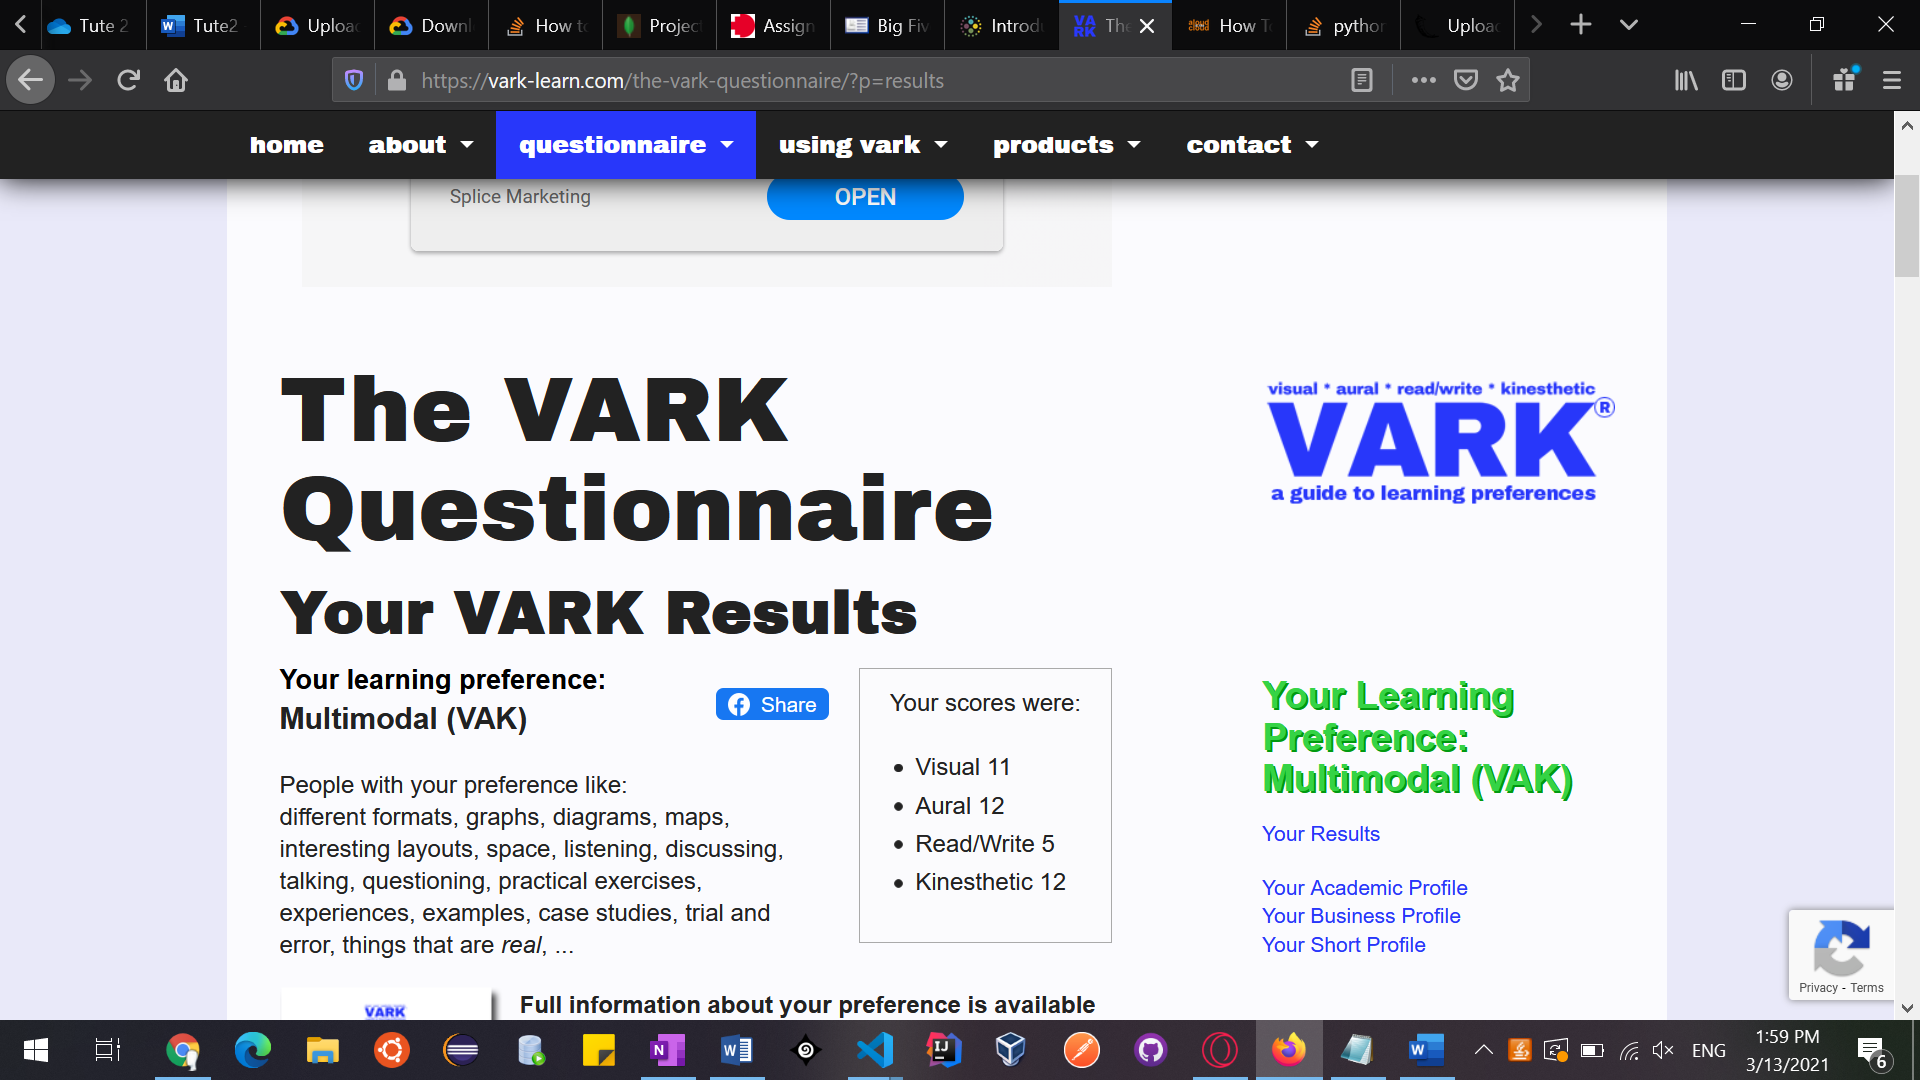 Tute 2
Tute2
Uploa
Downl
How to
Project
Assign
Big Fiv
Introdu
The
How T
python
Uploa
https://vark-learn.com/the-vark-questionnaire/?p=results
home
about
questionnaire
using vark
products
contact
Splice Marketing
OPEN
The VARK
Questionnaire
visual * aural * read/write * kinesthetic
VARK®
a guide to learning preferences
Your VARK Results
Your learning preference:
Multimodal (VAK)
Share
People with your preference like:
different formats, graphs, diagrams, maps,
interesting layouts, space, listening, discussing,
talking, questioning, practical exercises,
experiences, examples, case studies, trial and
error, things that are real, ...
Your scores were:
Visual 11
Aural 12
Read/Write 5
Kinesthetic 12
Your Learning
Preference:
Multimodal (VAK)
Your Results
Your Academic Profile
Your Business Profile
Your Short Profile
Privacy - Terms
VARK
Full information about your preference is available
ENG
1:59 PM
3/13/2021
6